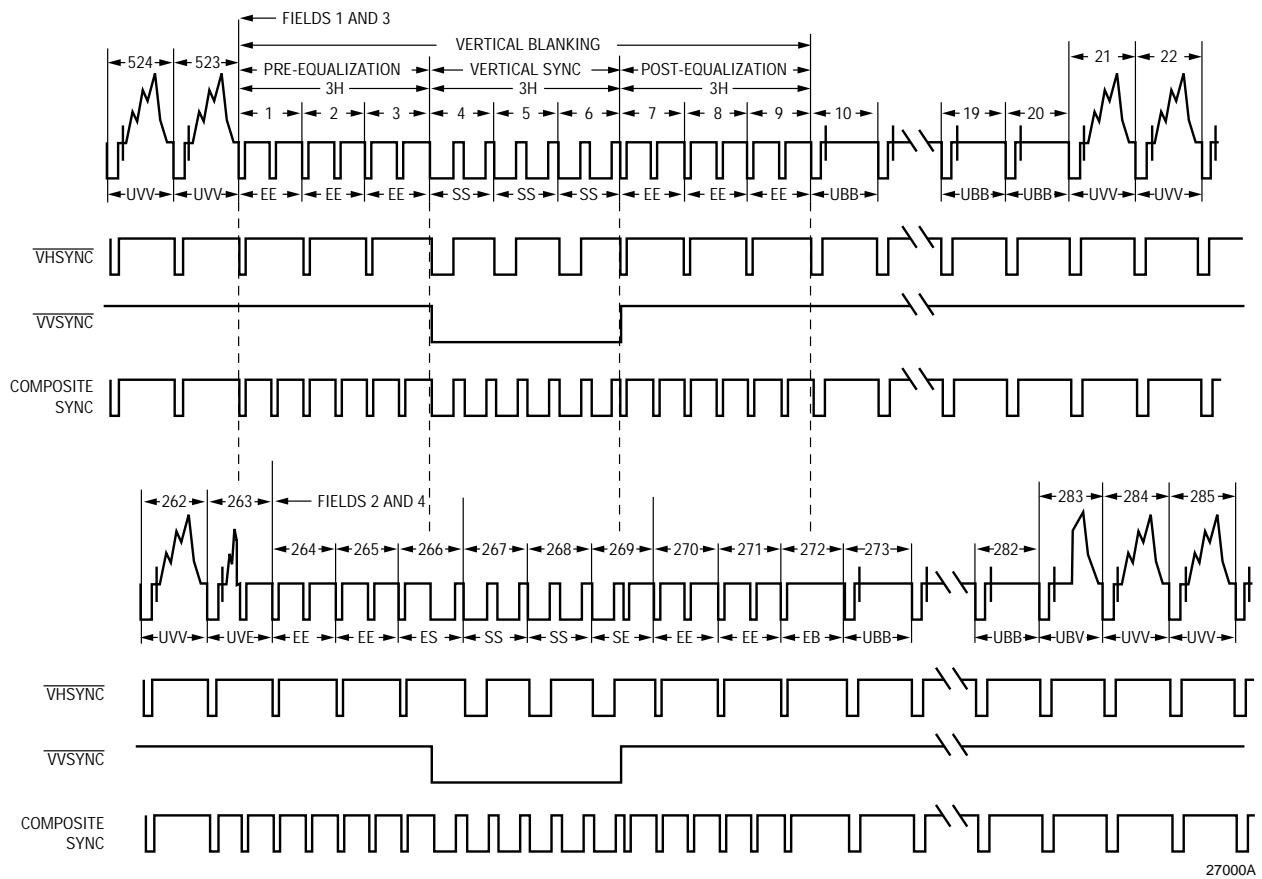 FIELDS 1 AND 3
VERTICAL BLANKING
524 523 PRE-EQUALIZATION VERTICAL SYNC POST-EQUALIZATION 21 22
3H 3H 3H
1 2 3 4 5 6 7 8 9 10 19 20
UVV UVV EE EE EE SS SS SS EE EE EE UBB UBB UBB UVV UVV
VHSYNC
VVSYNC
COMPOSITE
SYNC
262 263 FIELDS 2 AND 4 283 284 285
264 265 266 267 268 269 270 271 272 273 282
UVV UVE EE EE ES SS SS SE EE EE EB UBB UBB UBV UVV UVV
VHSYNC
VVSYNC
COMPOSITE
SYNC
27000A